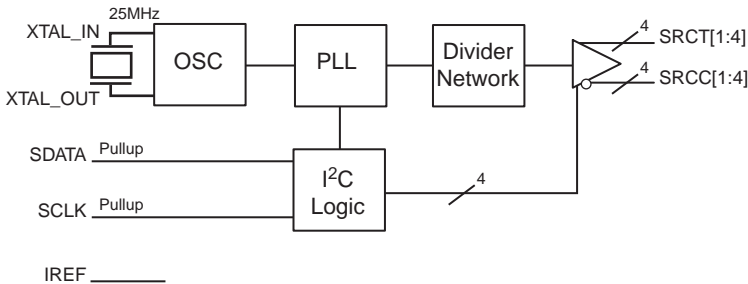 25MHz
XTAL_IN
XTAL_OUT
OSC
PLL
Divider
Network
4
SRCT[1:4]
4
SRCC[1:4]
SDATA
Pullup
SCLK
Pullup
I²C
Logic
4
IREF